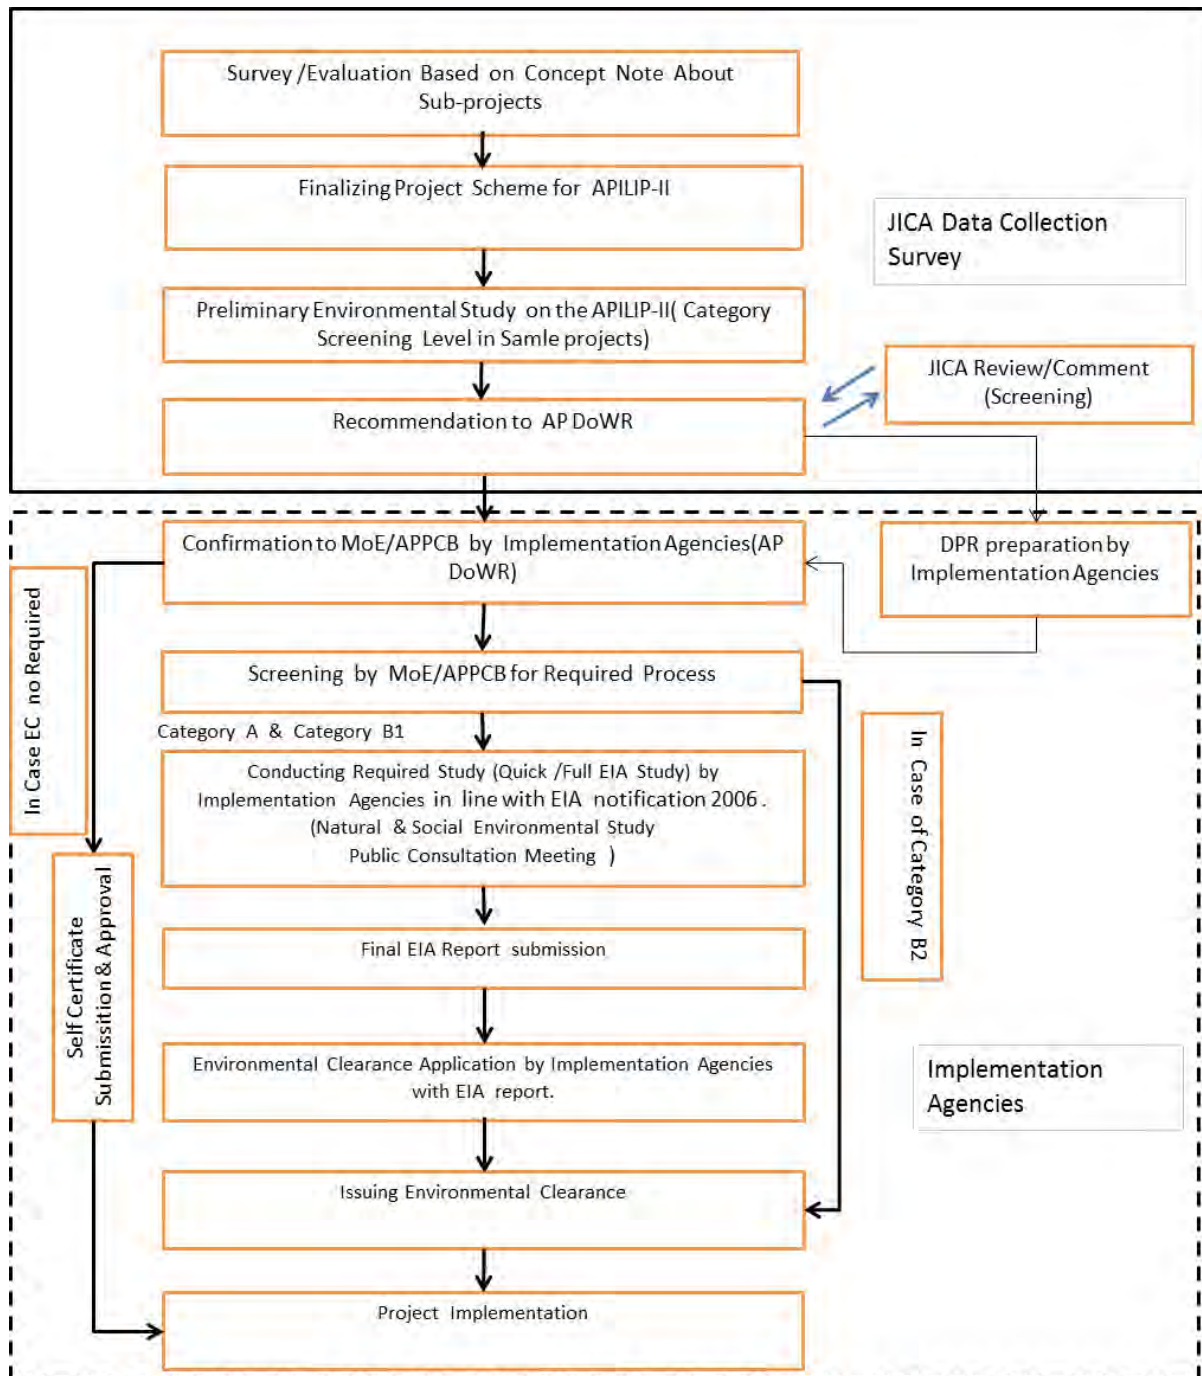 Survey /Evaluation Based on Concept Note About
Sub-projects
Finalizing Project Scheme for APILIP-II
JICA Data Collection
Survey
Preliminary Environmental Study on the APILIP-II( Category
Screening Level in Samle projects)
JICA Review/Comment
(Screening)
Recommendation to AP DoWR
Confirmation to MoE/APPCB by Implementation Agencies(AP
DoWR)
DPR preparation by
Implementation Agencies
In Case EC no Required
Screening by MoE/APPCB for Required Process
Category A & Category B1
In Case of Category B2
Conducting Required Study (Quick /Full EIA Study) by
Implementation Agencies in line with EIA notification 2006 .
(Natural & Social Environmental Study
Public Consultation Meeting )
Self Certificate
Submissition & Approval
Final EIA Report submission
Environmental Clearance Application by Implementation Agencies
with EIA report.
Implementation
Agencies
Issuing Environmental Clearance
Project Implementation